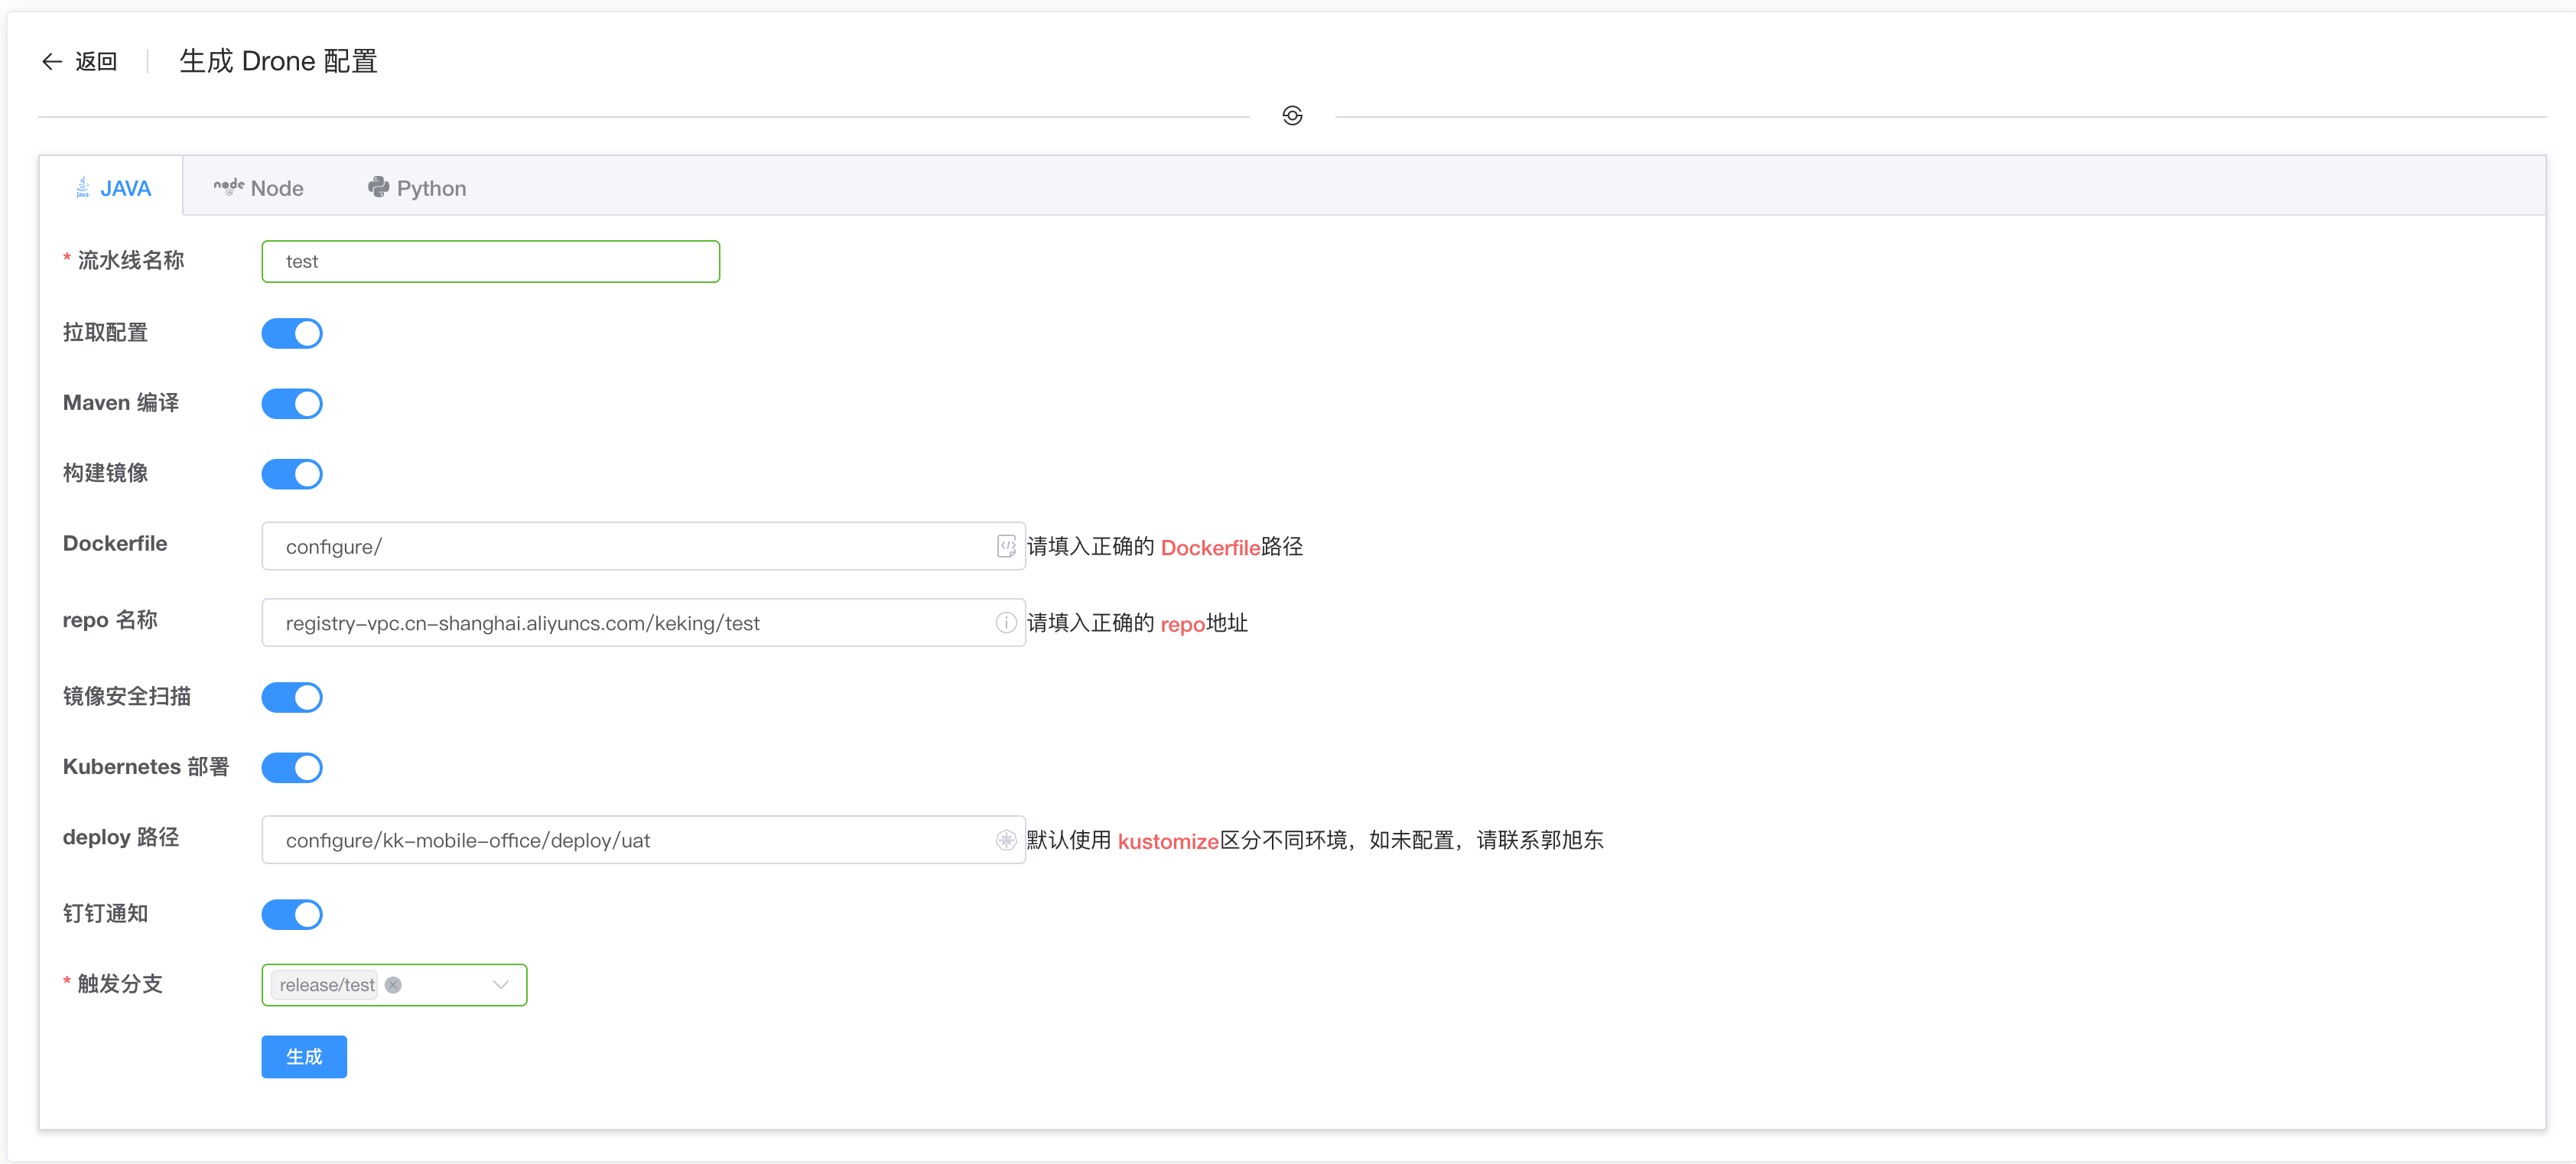 返回 生成 Drone 配置
JAVA Node Python
* 流水线名称 test
拉取配置
Maven 编译
构建镜像
Dockerfile configure/ 请填入正确的 Dockerfile路径
repo 名称 registry-vpc.cn-shanghai.aliyuncs.com/keking/test 请填入正确的 repo地址
镜像安全扫描
Kubernetes 部署
deploy 路径 configure/kk-mobile-office/deploy/uat 默认使用 kustomize区分不同环境，如未配置，请联系郭旭东
钉钉通知
* 触发分支 release/test
生成